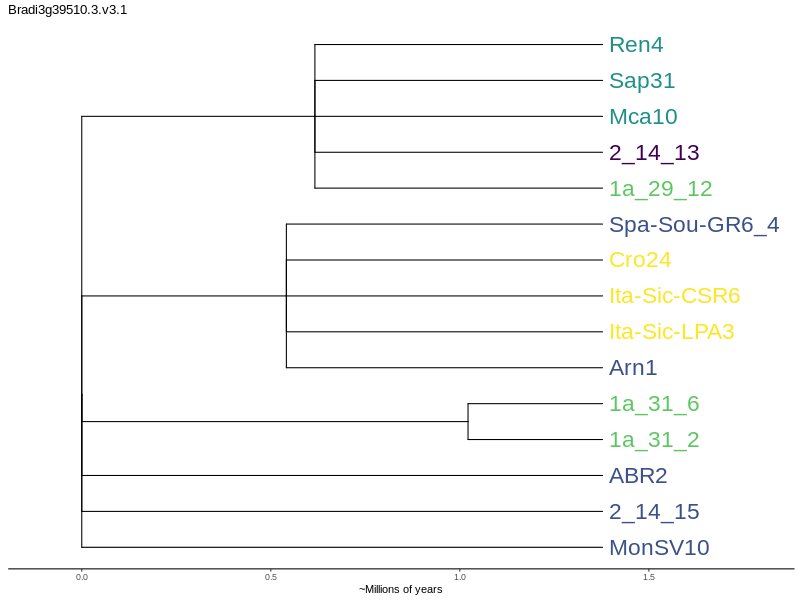 Bradi3g39510.3.v3.1
Ren4
Sap31
Mca10
2_14_13
1a_29_12
Spa-Sou-GR6_4
Cro24
Ita-Sic-CSR6
Ita-Sic-LPA3
Arn1
1a_31_6
1a_31_2
ABR2
2_14_15
MonSV10
0.0 0.5 1.0 1.5
~Millions of years